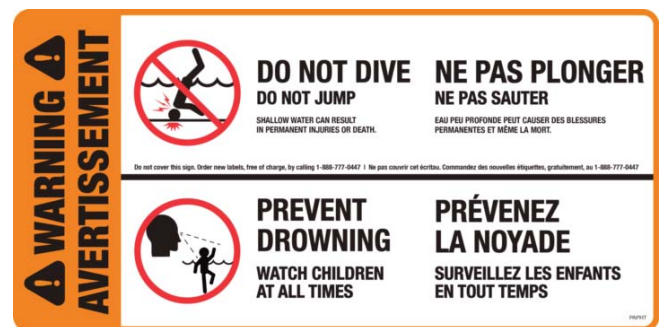 WARNING
AVERTISSEMENT
DO NOT DIVE
DO NOT JUMP
SHALLOW WATER CAN RESULT
IN PERMANENT INJURIES OR DEATH.
NE PAS PLONGER
NE PAS SAUTER
EAU PEU PROFONDE PEUT CAUSER DES BLESSURES
PERMANENTES ET MÊME LA MORT.
Do not cover this sign. Order new labels, free of charge, by calling 1-888-777-0447 | Ne pas couvrir cet écritau. Commandez des nouvelles étiquettes, gratuitement, au 1-888-777-0447
PREVENT
DROWNING
WATCH CHILDREN
AT ALL TIMES
PRÉVENEZ
LA NOYADE
SURVEILLEZ LES ENFANTS
EN TOUT TEMPS